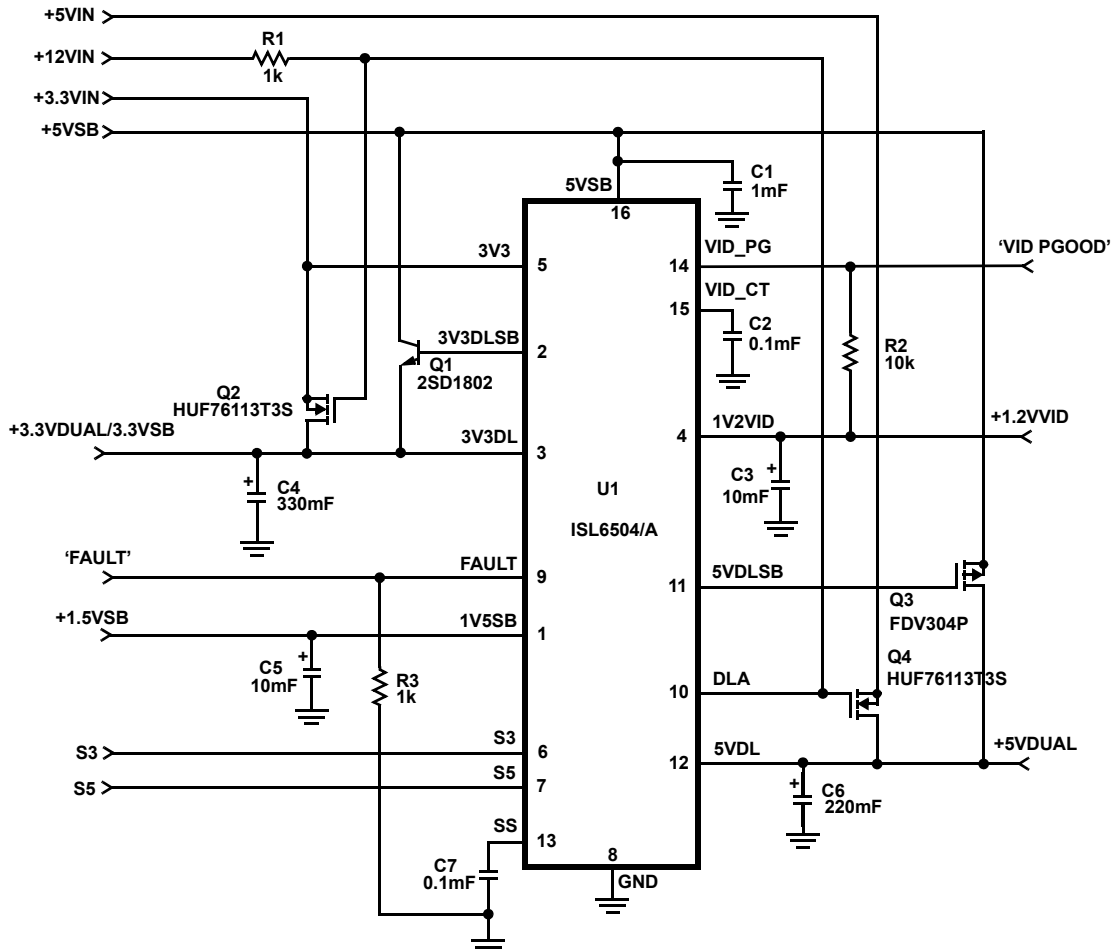 +5VIN
+12VIN
R1
1k
+3.3VIN
+5VSB
C1
1mF
5VSB
16
3V3
5
VID_PG
14
'VID PGOOD'
VID_CT
15
C2
0.1mF
3V3DLSB
2
Q1
2SD1802
R2
10k
Q2
HUF76113T3S
+3.3VDUAL/3.3VSB
3V3DL
3
1V2VID
4
+1.2VVID
C3
10mF
C4
330mF
U1
ISL6504/A
'FAULT'
FAULT
9
5VDLSB
11
Q3
FDV304P
+1.5VSB
1V5SB
1
C5
10mF
R3
1k
Q4
HUF76113T3S
DLA
10
S3
S3
6
S5
S5
7
5VDL
12
+5VDUAL
C6
220mF
SS
13
C7
0.1mF
8
GND